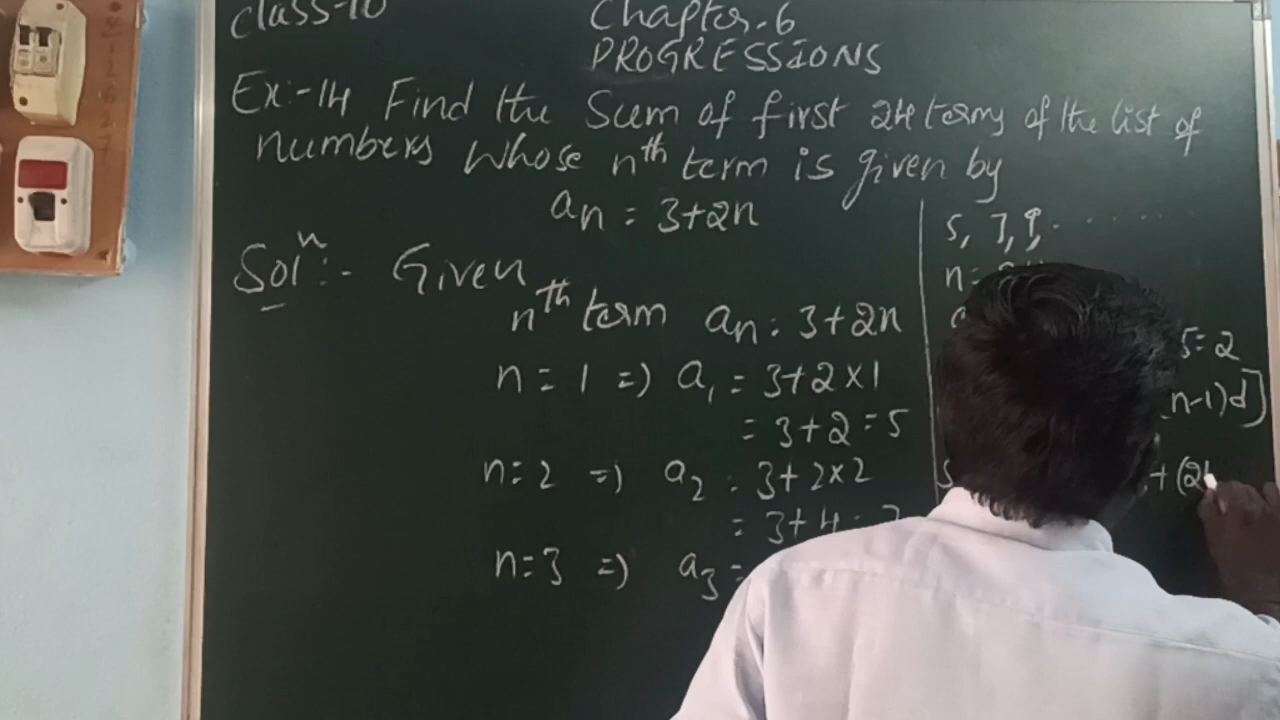 Class-10
Chapter-6
PROGRESSIONS
Ex:-14 Find the Sum of first 24 terms of the list of
numbers whose nth term is given by
an = 3+2n
Solⁿ:- Given
nth term an = 3+2n
n = 1 => a₁ = 3+2×1
= 3+2 = 5
n = 2 => a₂ = 3+2×2
= 3+4 =
n = 3 => a₃ =
5, 7, 9, . . . . . . .
n =
5 = 2
n-1)d]
+ (24